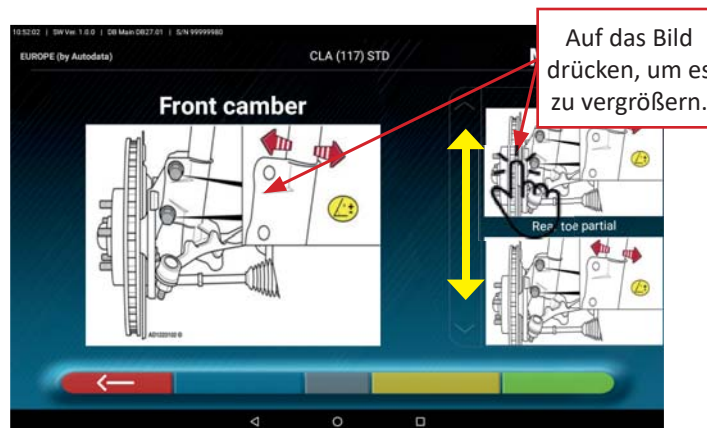 10:52:02 | SW Ver. 1.0.0 | DB Main DB27.01 | S/N 99999980
EUROPE (by Autodata)
CLA (117) STD
Auf das Bild
drücken, um es
zu vergrößern.
Front camber
Rear toe partial
AD1220102 ©